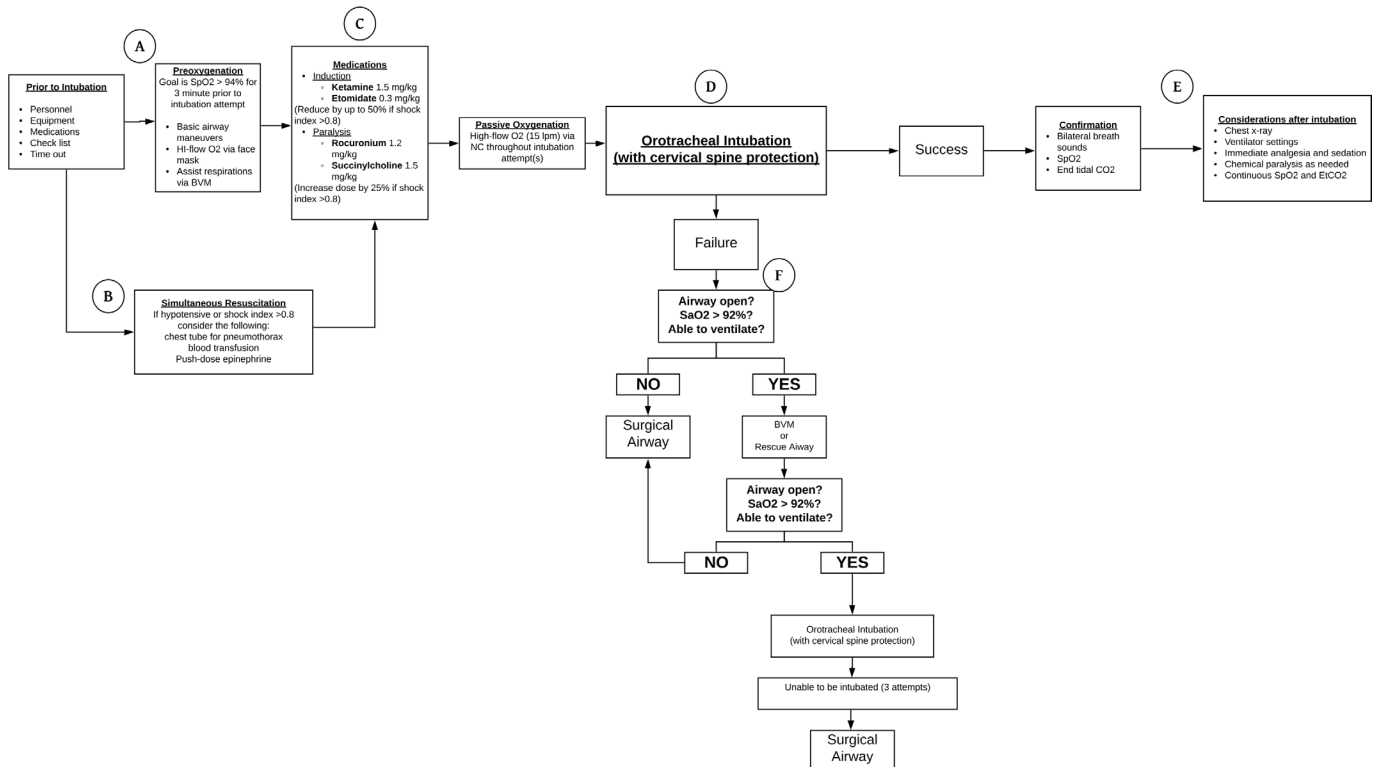 A
C
D
E
Prior to Intubation
Personnel
Equipment
Medications
Check list
Time out
Preoxygenation
Goal is SpO2 > 94% for
3 minute prior to
intubation attempt
Basic airway
maneuvers
HI-flow O2 via face
mask
Assist respirations
via BVM
Medications
Induction
Ketamine 1.5 mg/kg
Etomidate 0.3 mg/kg
(Reduce by up to 50% if shock
index >0.8)
Paralysis
Rocuronium 1.2
mg/kg
Succinylcholine 1.5
mg/kg
(Increase dose by 25% if shock
index >0.8)
Passive Oxygenation
High-flow O2 (15 lpm) via
NC throughout intubation
attempt(s)
Orotracheal Intubation
(with cervical spine protection)
Success
Confirmation
Bilateral breath
sounds
SpO2
End tidal CO2
Considerations after intubation
Chest x-ray
Ventilator settings
Immediate analgesia and sedation
Chemical paralysis as needed
Continuous SpO2 and EtCO2
B
Simultaneous Resuscitation
If hypotensive or shock index >0.8
consider the following:
chest tube for pneumothorax
blood transfusion
Push-dose epinephrine
Failure
F
Airway open?
SaO2 > 92%?
Able to ventilate?
NO
YES
Surgical
Airway
BVM
or
Rescue Aiway
Airway open?
SaO2 > 92%?
Able to ventilate?
NO
YES
Orotracheal Intubation
(with cervical spine protection)
Unable to be intubated (3 attempts)
Surgical
Airway